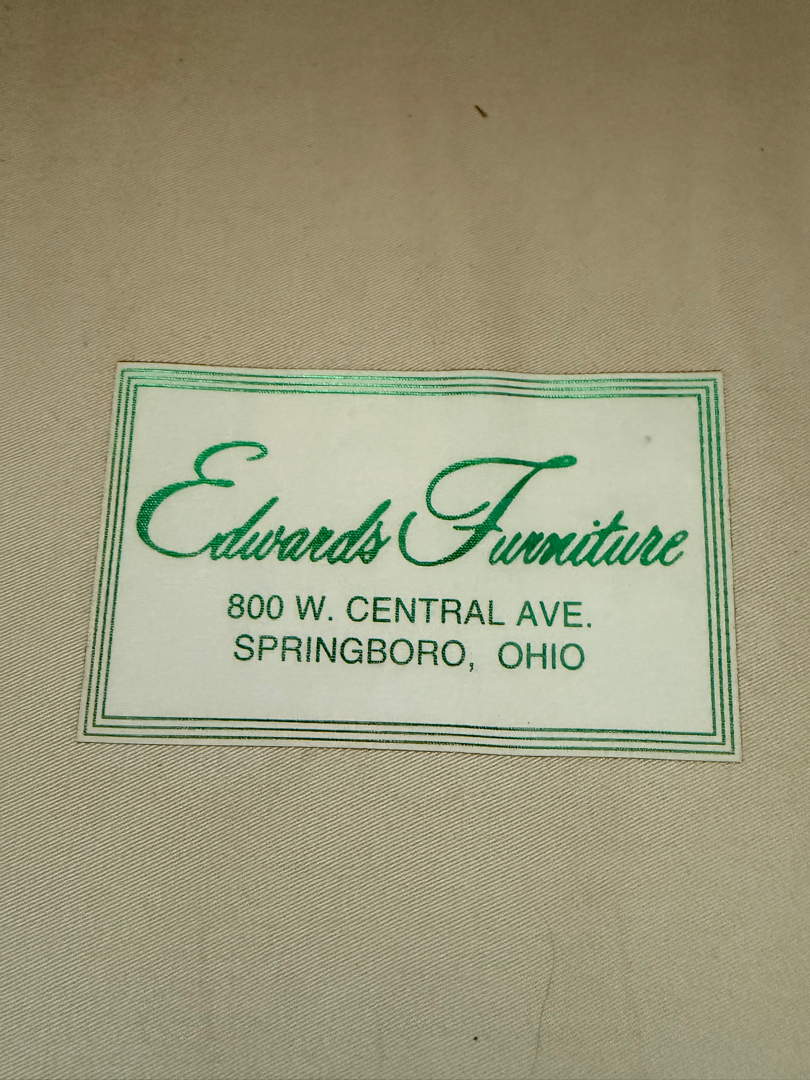 Edwards Furniture
800 W. CENTRAL AVE.
SPRINGBORO, OHIO